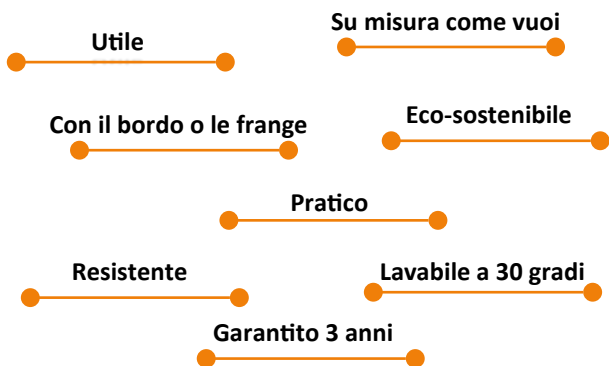 Utile
Su misura come vuoi
Con il bordo o le frange
Eco-sostenibile
Pratico
Resistente
Lavabile a 30 gradi
Garantito 3 anni